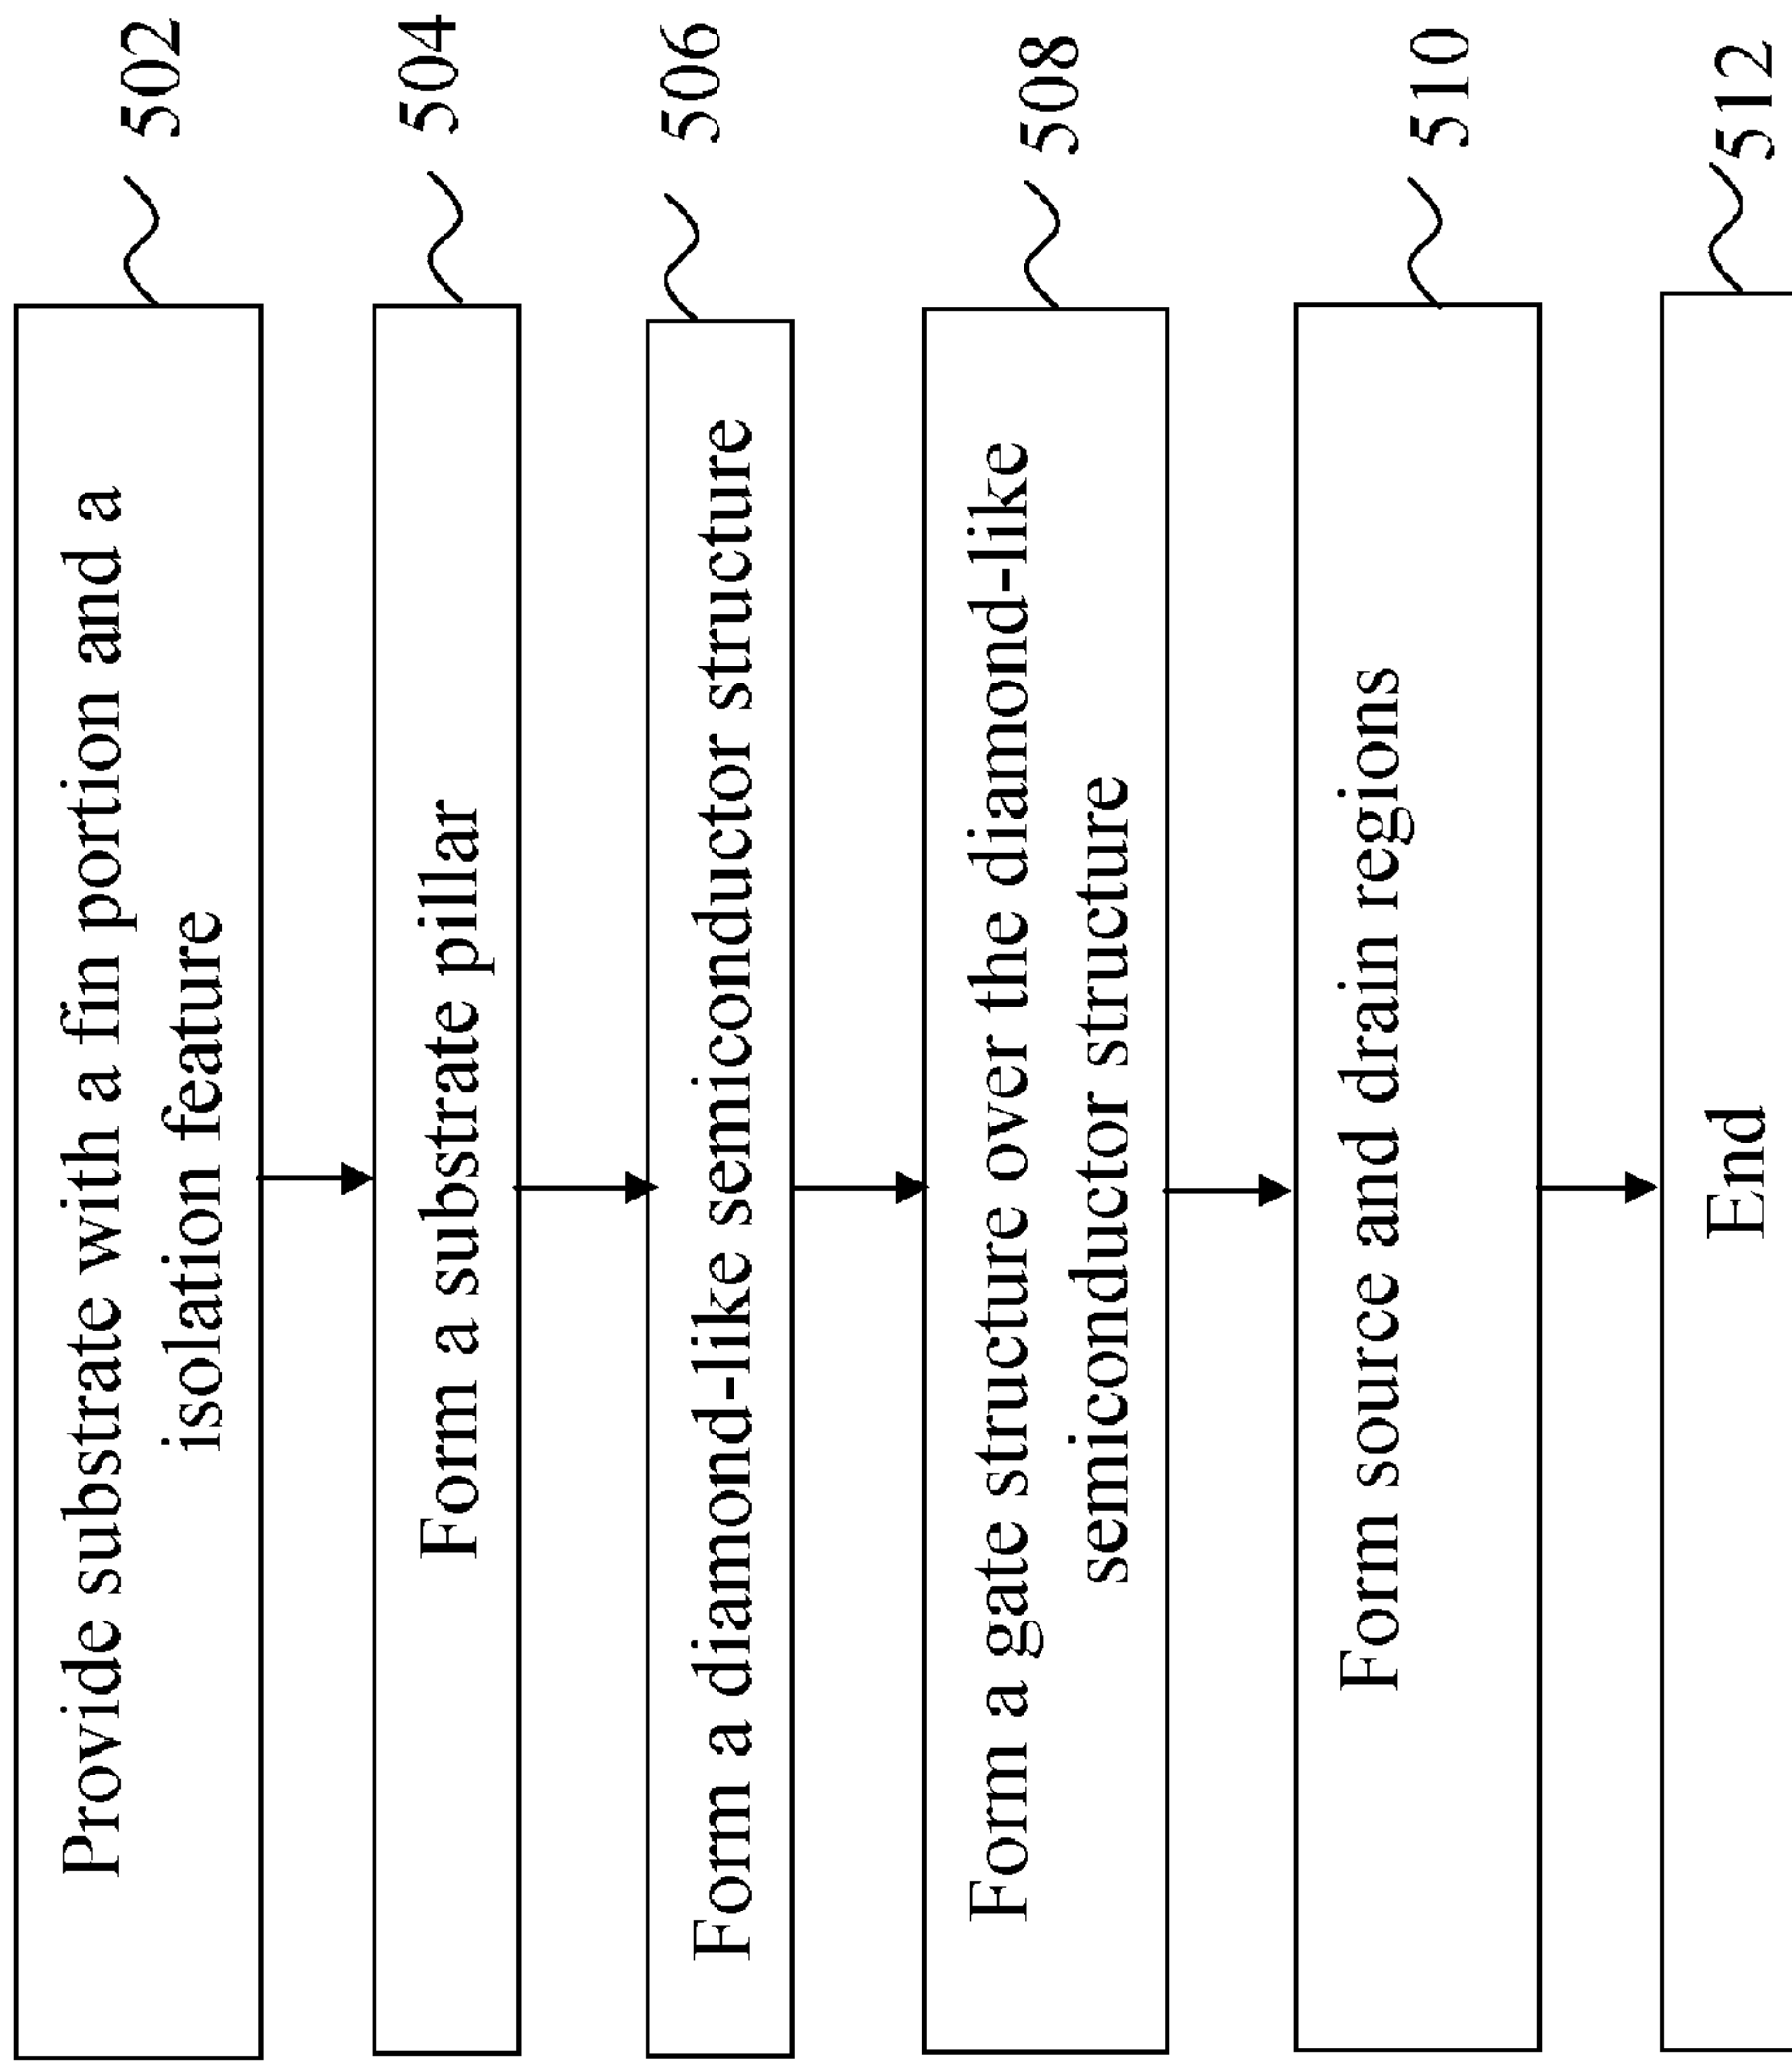 Provide substrate with a fin portion and a
isolation feature
502
Form a substrate pillar
504
Form a diamond-like semiconductor structure
506
Form a gate structure over the diamond-like
semiconductor structure
508
Form source and drain regions
510
End
512